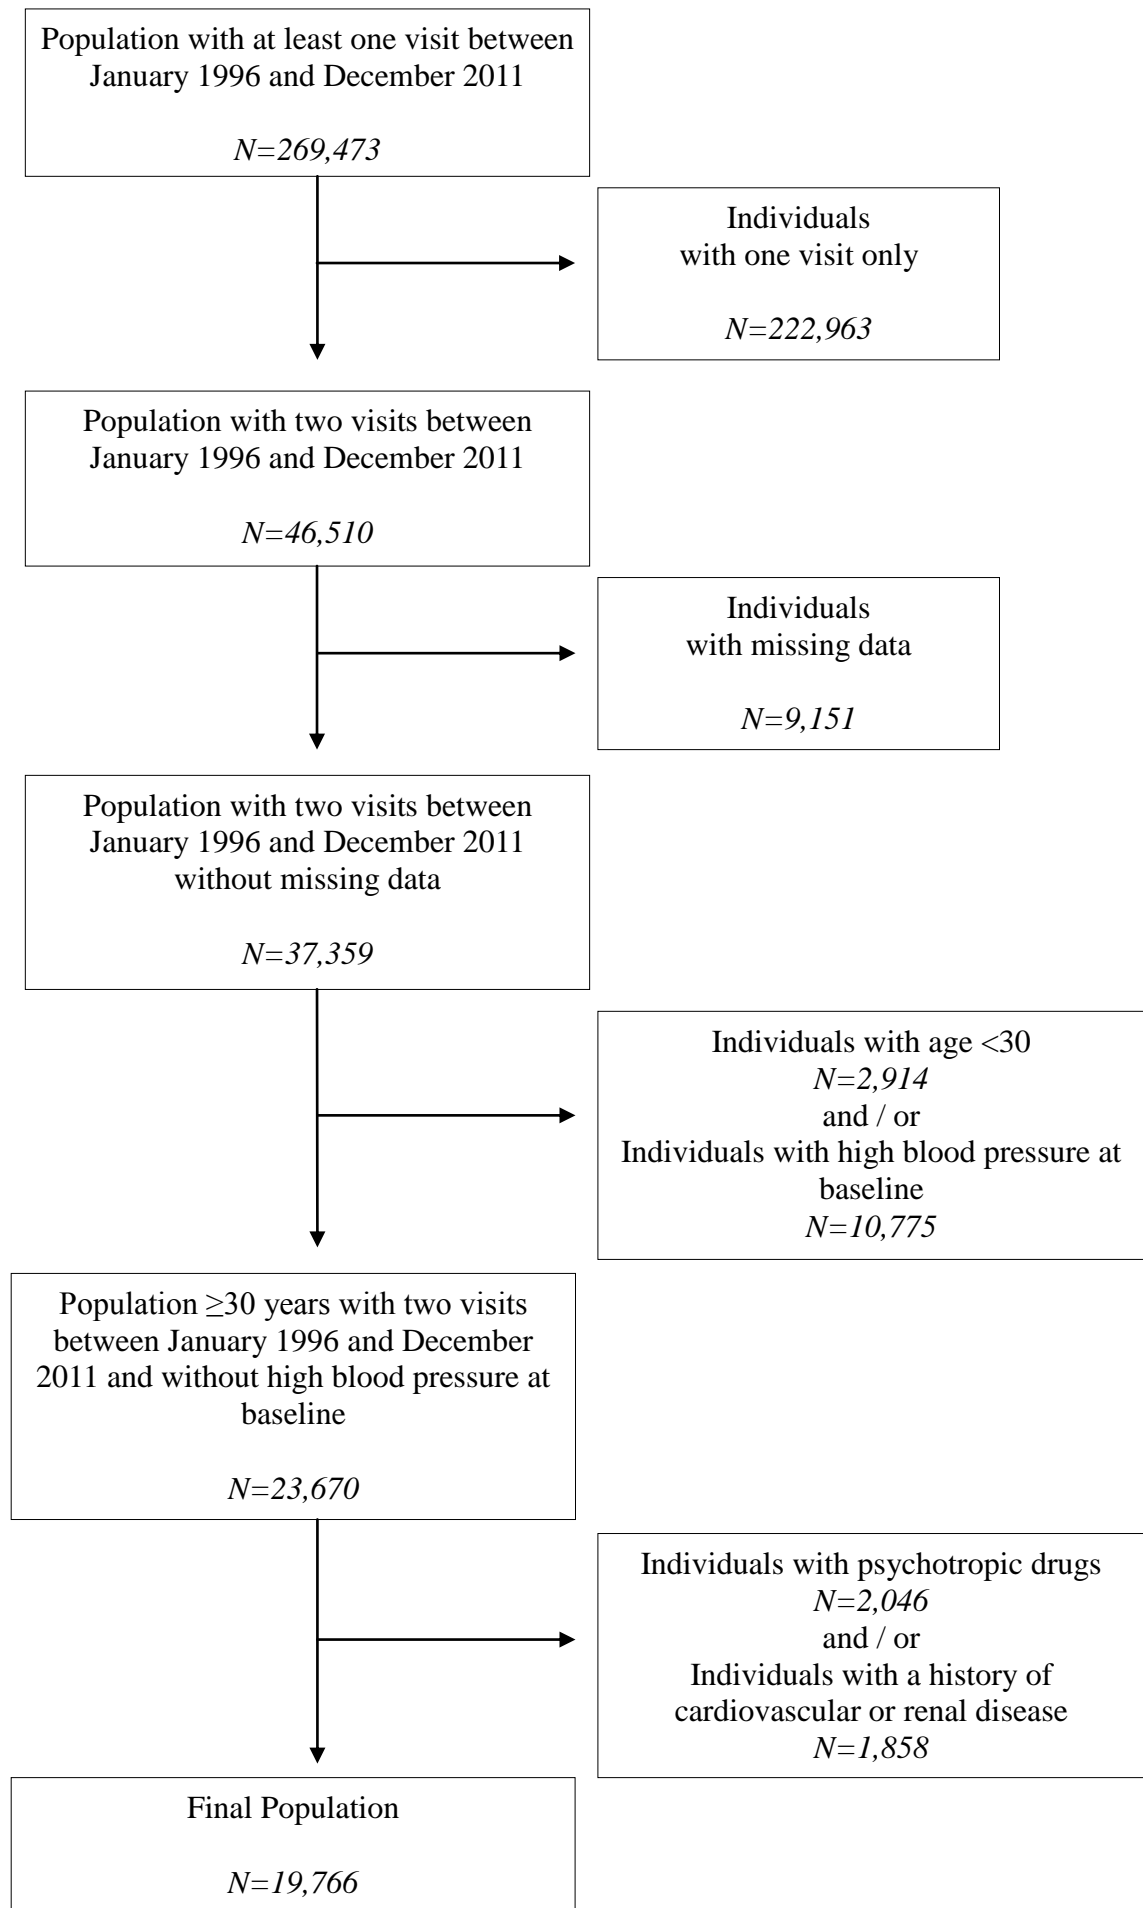 Population with at least one visit between
January 1996 and December 2011
N=269,473
Individuals
with one visit only
N=222,963
Population with two visits between
January 1996 and December 2011
N=46,510
Individuals
with missing data
N=9,151
Population with two visits between
January 1996 and December 2011
without missing data
N=37,359
Individuals with age <30
N=2,914
and / or
Individuals with high blood pressure at
baseline
N=10,775
Population ≥30 years with two visits
between January 1996 and December
2011 and without high blood pressure at
baseline
N=23,670
Individuals with psychotropic drugs
N=2,046
and / or
Individuals with a history of
cardiovascular or renal disease
N=1,858
Final Population
N=19,766